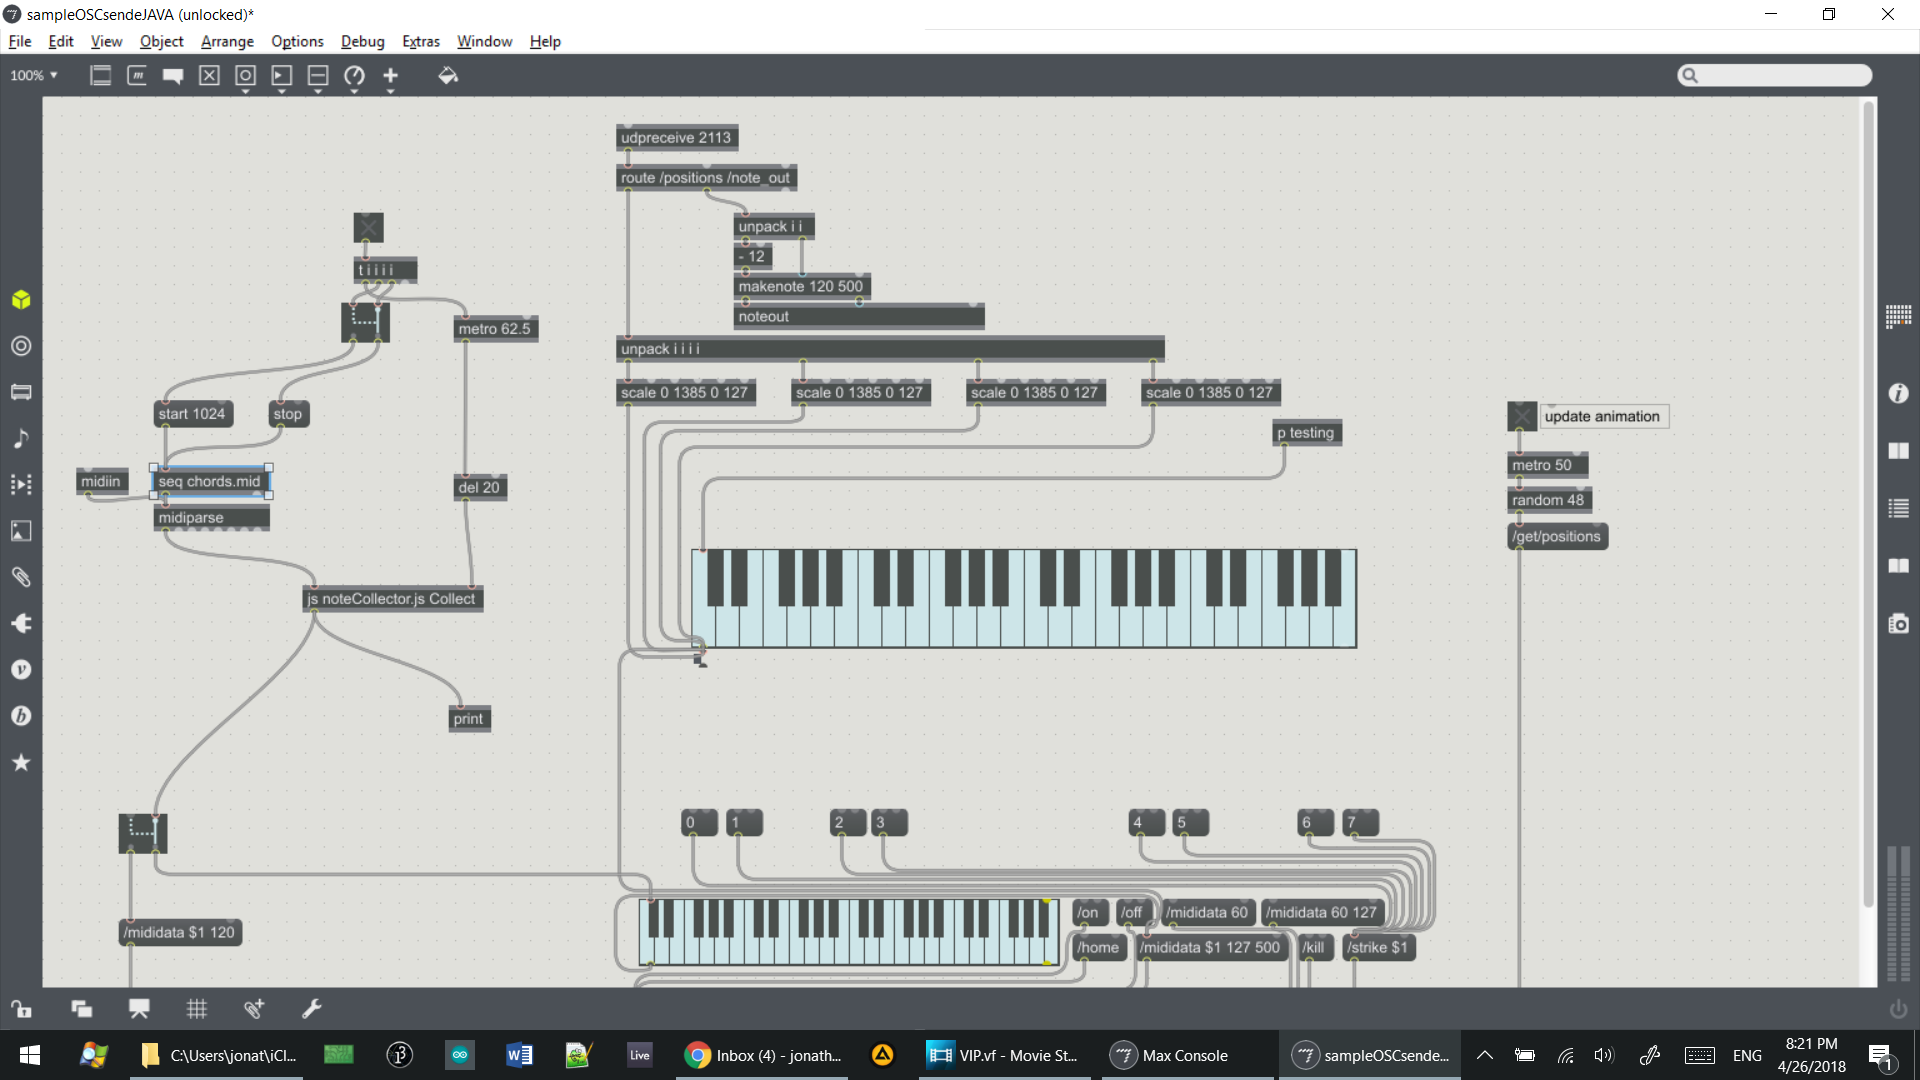 sampleOSCsendeJAVA (unlocked)*
File Edit View Object Arrange Options Debug Extras Window Help
100%
udpreceive 2113
route /positions /note_out
unpack i i
- 12
t i i i i
makenote 120 500
noteout
metro 62.5
unpack i i i i
scale 0 1385 0 127
scale 0 1385 0 127
scale 0 1385 0 127
scale 0 1385 0 127
start 1024
stop
update animation
p testing
metro 50
midiin
seq chords.mid
del 20
random 48
midiparse
/get/positions
js noteCollector.js Collect
print
0
1
2
3
4
5
6
7
/on
/off
/mididata 60
/mididata 60 127
/mididata $1 120
/home
/mididata $1 127 500
/kill
/strike $1
C:\Users\jonat\iCl...
Live
Inbox (4) - jonath...
VIP.vf - Movie St...
Max Console
sampleOSCsende...
ENG
8:21 PM
4/26/2018
1